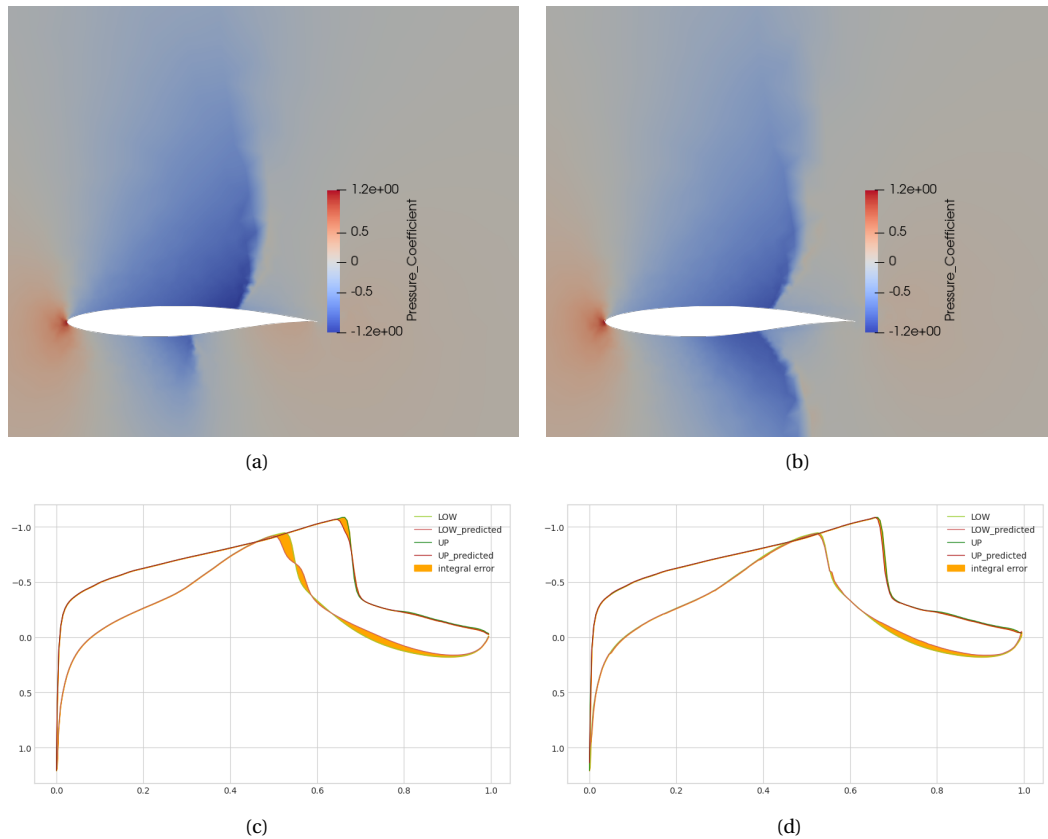 1.2e+00
0.5
0
-0.5
-1.2e+00
Pressure_Coefficient
(a)
1.2e+00
0.5
0
-0.5
-1.2e+00
Pressure_Coefficient
(b)
−1.0
−0.5
0.0
0.5
1.0
0.0
0.2
0.4
0.6
0.8
1.0
LOW
LOW_predicted
UP
UP_predicted
integral error
(c)
−1.0
−0.5
0.0
0.5
1.0
0.0
0.2
0.4
0.6
0.8
1.0
LOW
LOW_predicted
UP
UP_predicted
integral error
(d)